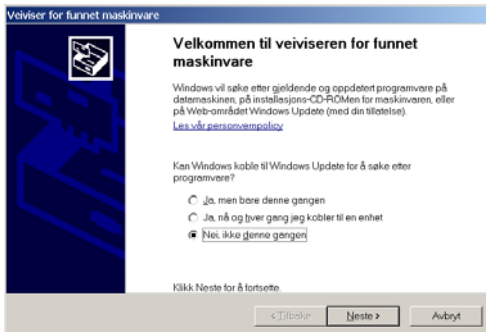 Veiviser for funnet maskinvare
Velkommen til veiviseren for funnet
maskinvare
Windows vil søke etter gjeldende og oppdatert programvare på
datamaskinen, på installasjons-CD-ROMen for maskinvaren, eller
på Web-området Windows Update (med din tillatelse).
Les vår personvernpolicy
Kan Windows koble til Windows Update for å søke etter
programvare?
Ja, men bare denne gangen
Ja, nå og hver gang jeg kobler til en enhet
Nei, ikke denne gangen
Klikk Neste for å fortsette.
< Tilbake Neste > Avbryt